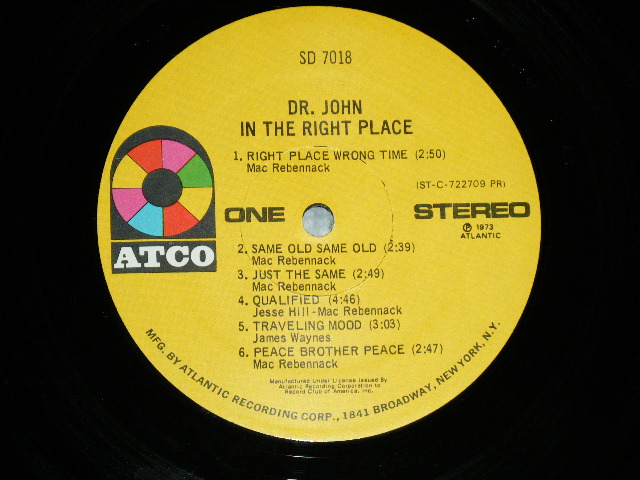 SD 7018
DR. JOHN
IN THE RIGHT PLACE
1. RIGHT PLACE WRONG TIME (2:50)
Mac Rebennack
(ST-C-722709 PR)
ONE
STEREO
Ⓟ 1973
ATLANTIC
ATCO
2. SAME OLD SAME OLD (2:39)
Mac Rebennack
3. JUST THE SAME (2:49)
Mac Rebennack
4. QUALIFIED (4:46)
Jesse Hill-Mac Rebennack
5. TRAVELING MOOD (3:03)
James Waynes
6. PEACE BROTHER PEACE (2:47)
Mac Rebennack
Manufactured Under License Issued By
Atlantic Recording Corporation to
Record Club of America, Inc.
MFG. BY ATLANTIC RECORDING CORP., 1841 BROADWAY, NEW YORK, N.Y.